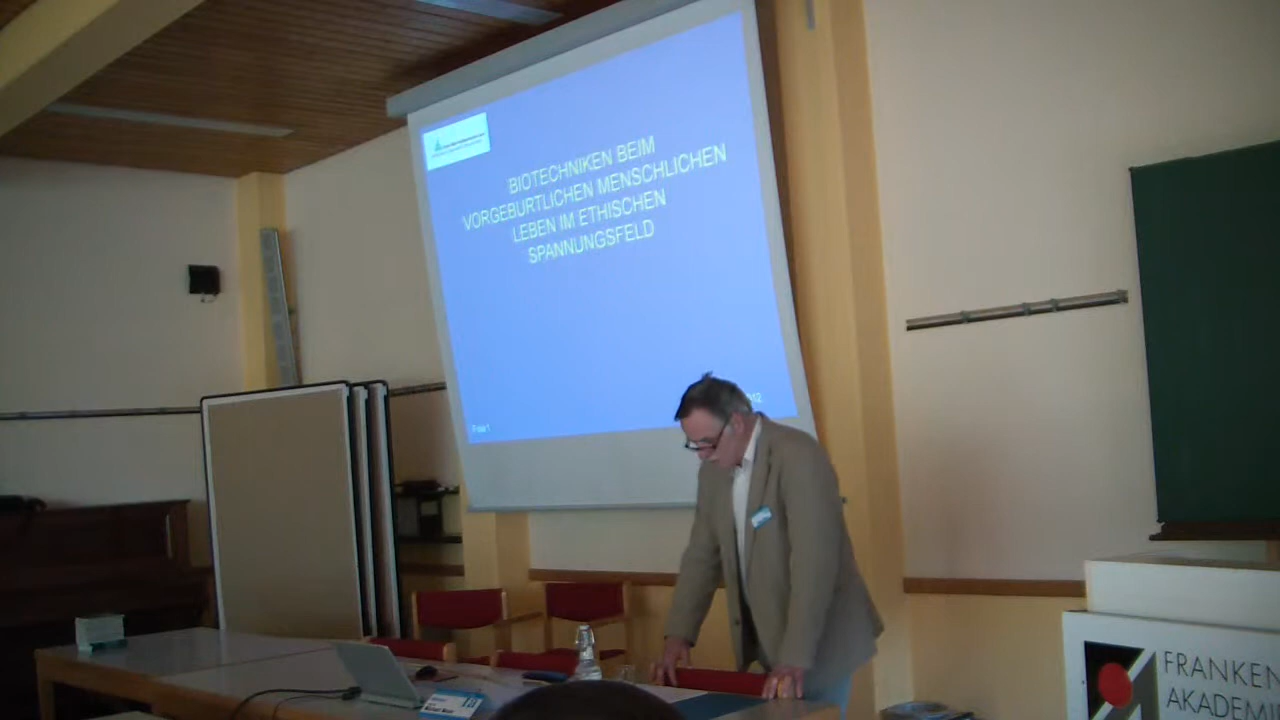 BIOTECHNIKEN BEIM
VORGEBURTLICHEN MENSCHLICHEN
LEBEN IM ETHISCHEN
SPANNUNGSFELD
FRANKEN
AKADEMI